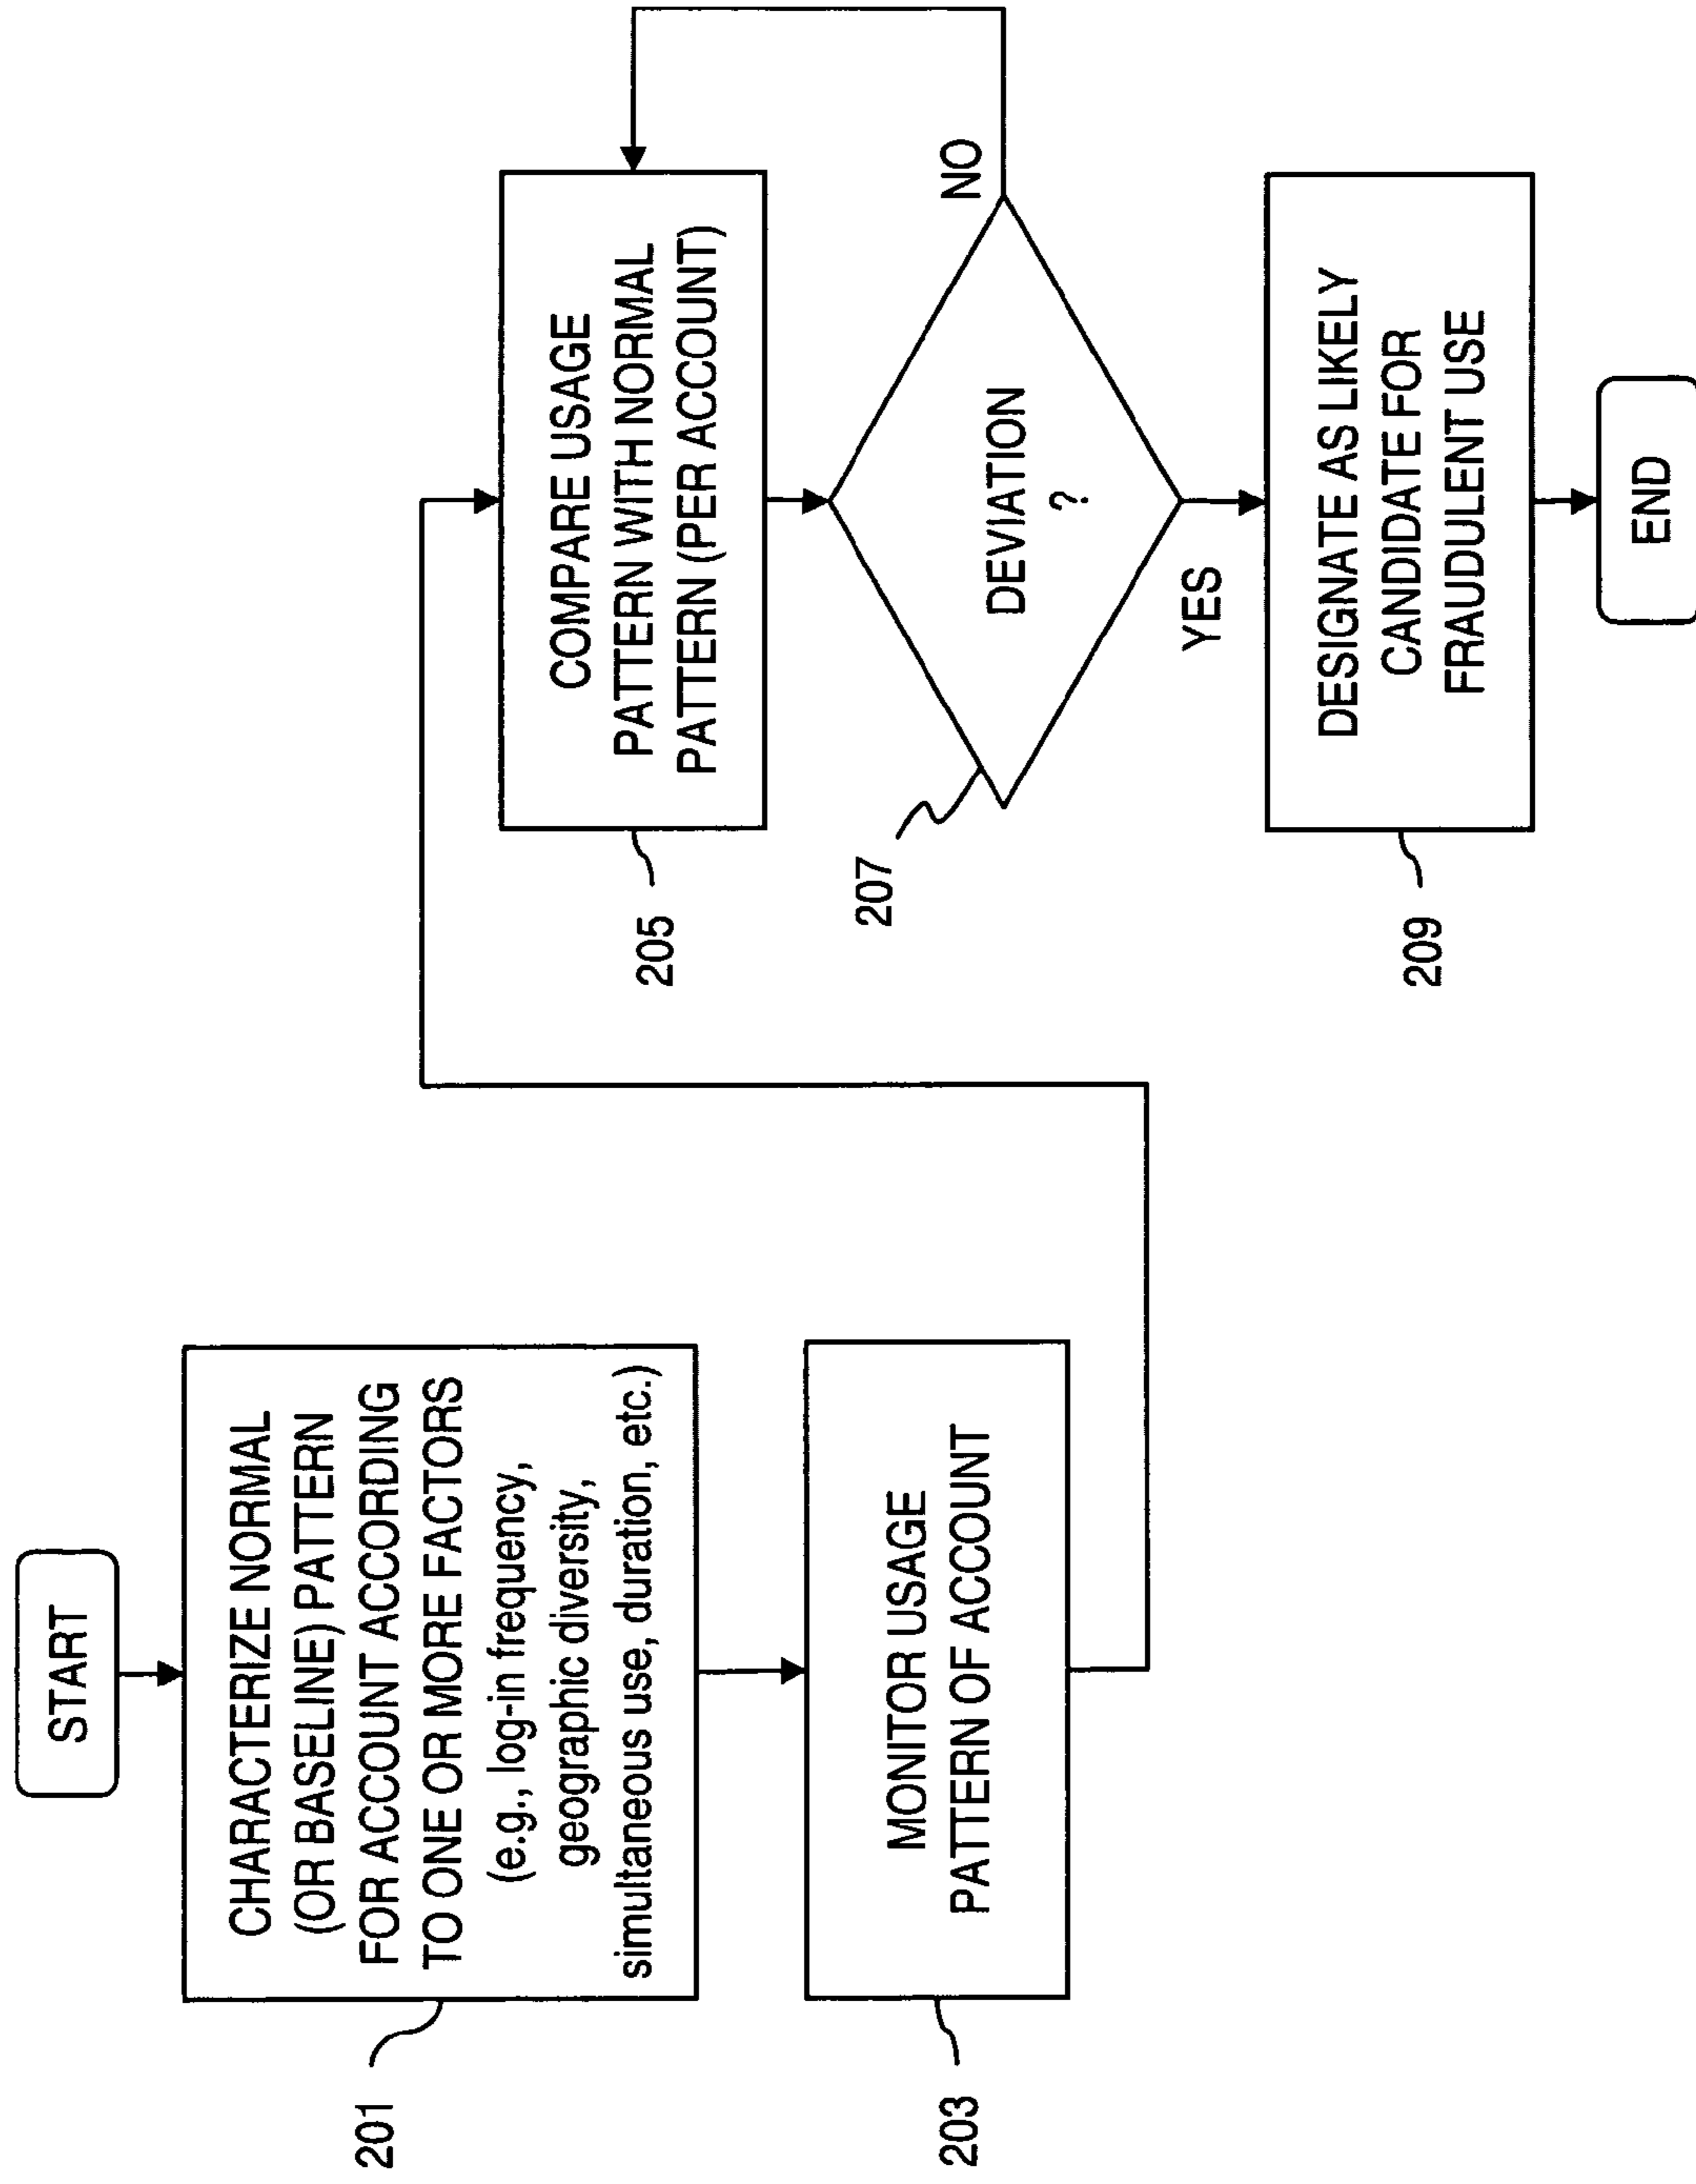 START
CHARACTERIZE NORMAL
(OR BASELINE) PATTERN
FOR ACCOUNT ACCORDING
TO ONE OR MORE FACTORS
(e.g., log-in frequency,
geographic diversity,
simultaneous use, duration, etc.)
201
MONITOR USAGE
PATTERN OF ACCOUNT
203
COMPARE USAGE
PATTERN WITH NORMAL
PATTERN (PER ACCOUNT)
205
DEVIATION
?
207
NO
YES
DESIGNATE AS LIKELY
CANDIDATE FOR
FRAUDULENT USE
209
END